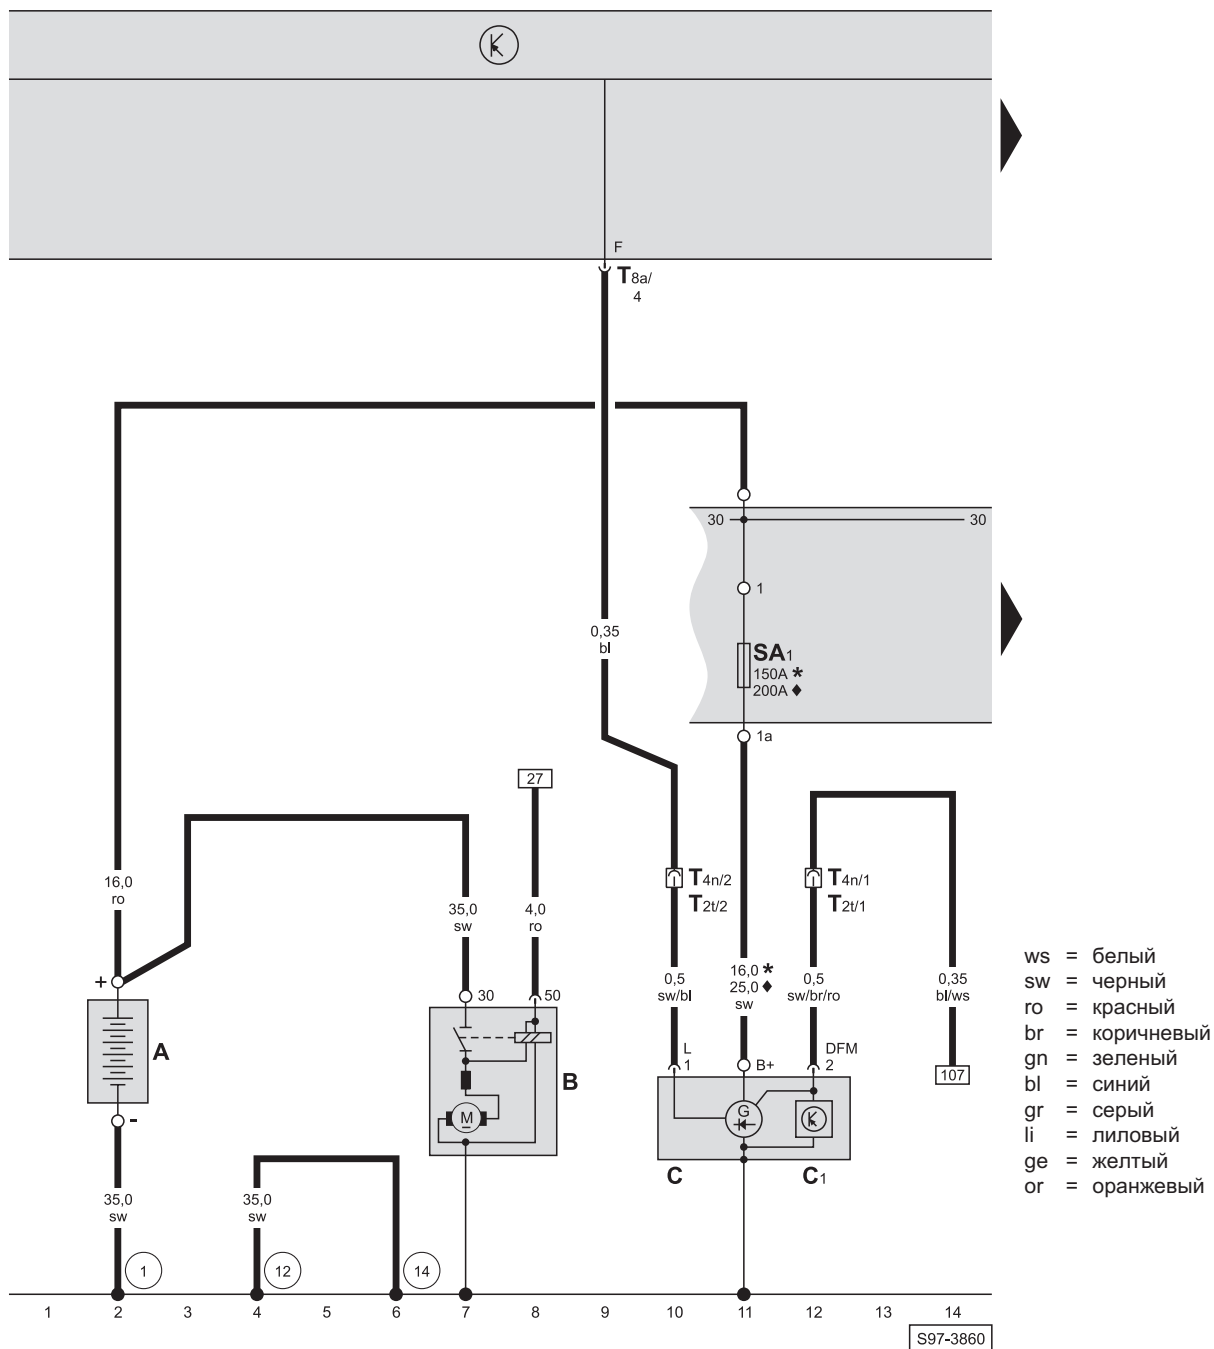 F
T8a/
4
30
30
1
0,35
bl
SA1
150A *
200A ♦
1a
27
T4n/2
T2t/2
T4n/1
T2t/1
16,0
ro
35,0
sw
4,0
ro
0,5
sw/bl
16,0 *
25,0 ♦
sw
0,5
sw/br/ro
0,35
bl/ws
ws = белый
sw = черный
ro = красный
br = коричневый
gn = зеленый
bl = синий
gr = серый
li = лиловый
ge = желтый
or = оранжевый
+
30
50
A
B
M
-
L
1
B+
DFM
2
107
G
C
C1
35,0
sw
35,0
sw
1
12
14
1 2 3 4 5 6 7 8 9 10 11 12 13 14
S97-3860